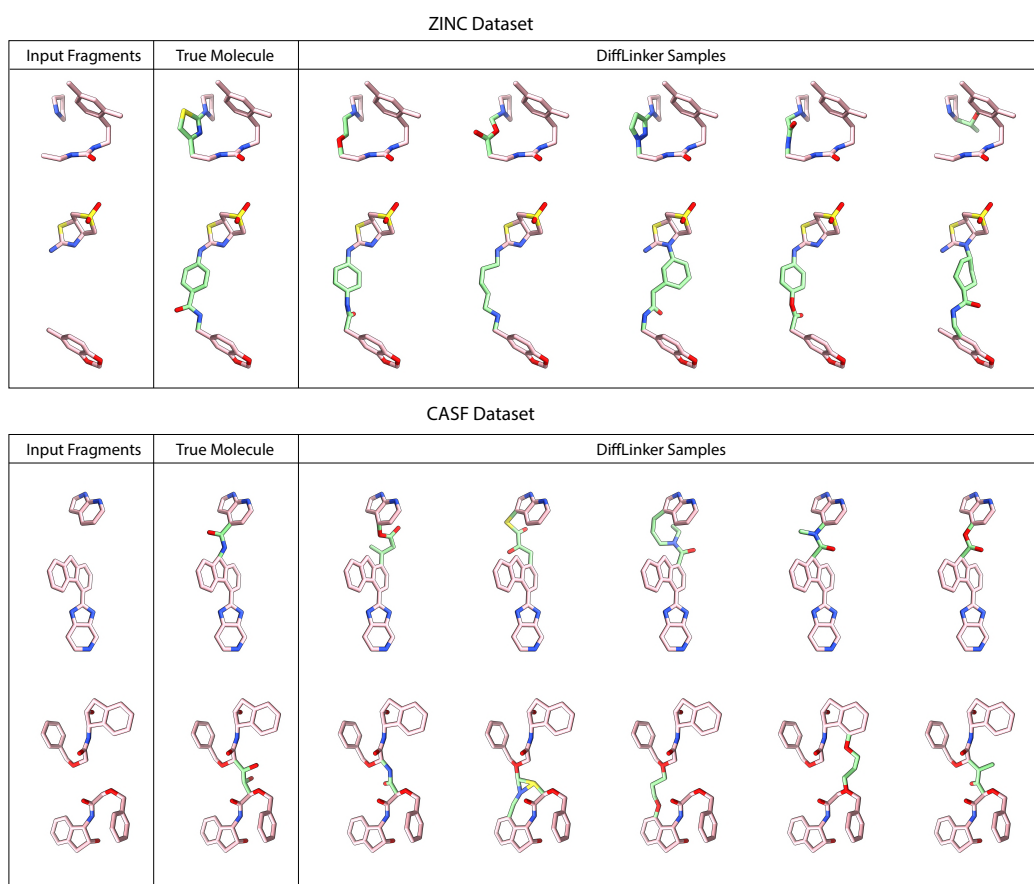 ZINC Dataset
Input Fragments True Molecule DiffLinker Samples
CASF Dataset
Input Fragments True Molecule DiffLinker Samples